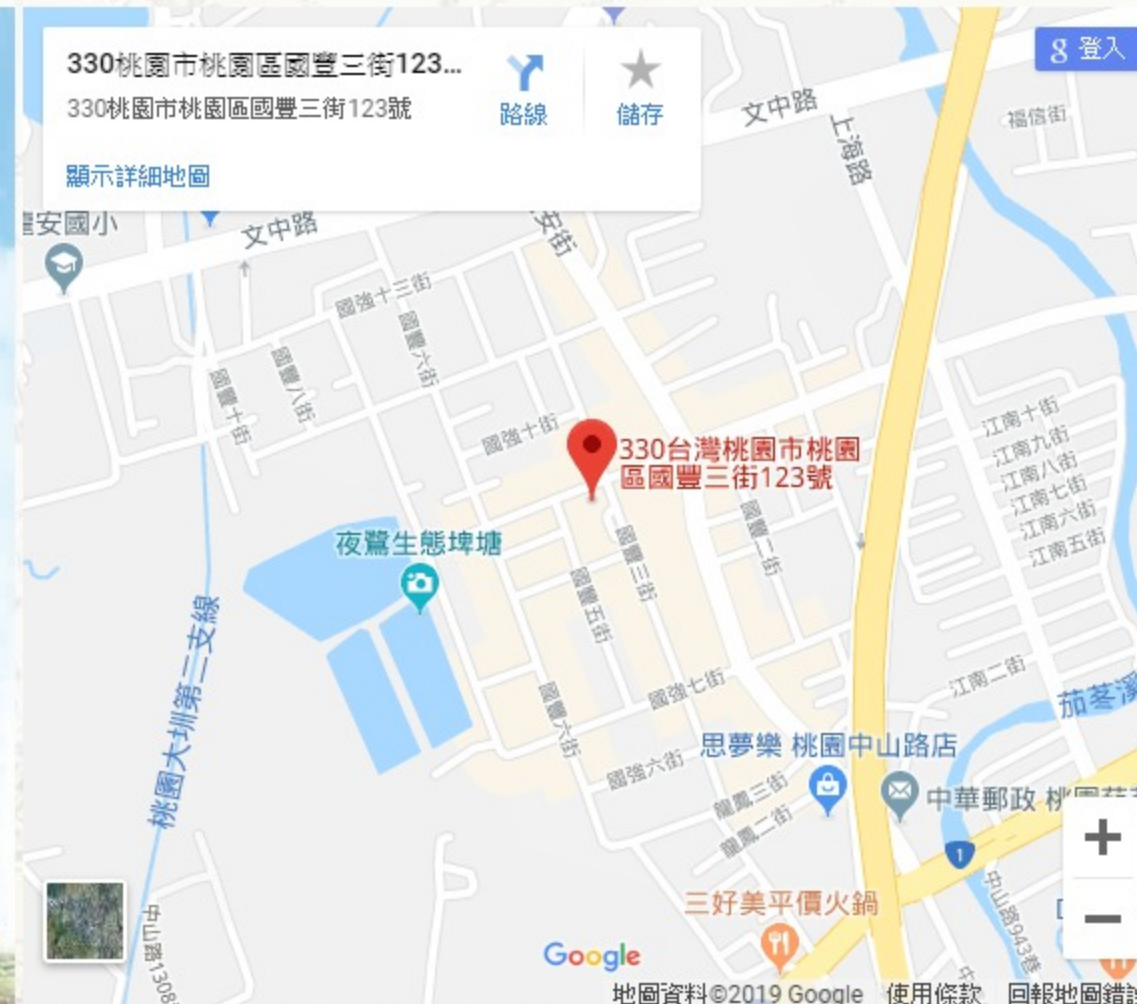 330桃園市桃園區國豐三街123...
330桃園市桃園區國豐三街123號
路線
儲存
顯示詳細地圖
登入
文中路
上海路
福信街
安國小
文中路
安街
國強十三街
國豐六街
國豐八街
國豐十街
國強十街
330台灣桃園市桃園
區國豐三街123號
江南十街
江南九街
江南八街
江南七街
江南六街
江南五街
夜鷺生態埤塘
國豐二街
國豐三街
國豐五街
桃園大圳第二支線
國強七街
江南二街
茄苳溪
國豐六街
思夢樂 桃園中山路店
國強六街
龍鳳三街
龍鳳二街
中華郵政 桃園
1
三好美平價火鍋
中山路943巷
中山路1308
Google
地圖資料©2019 Google
使用條款
回報地圖錯誤